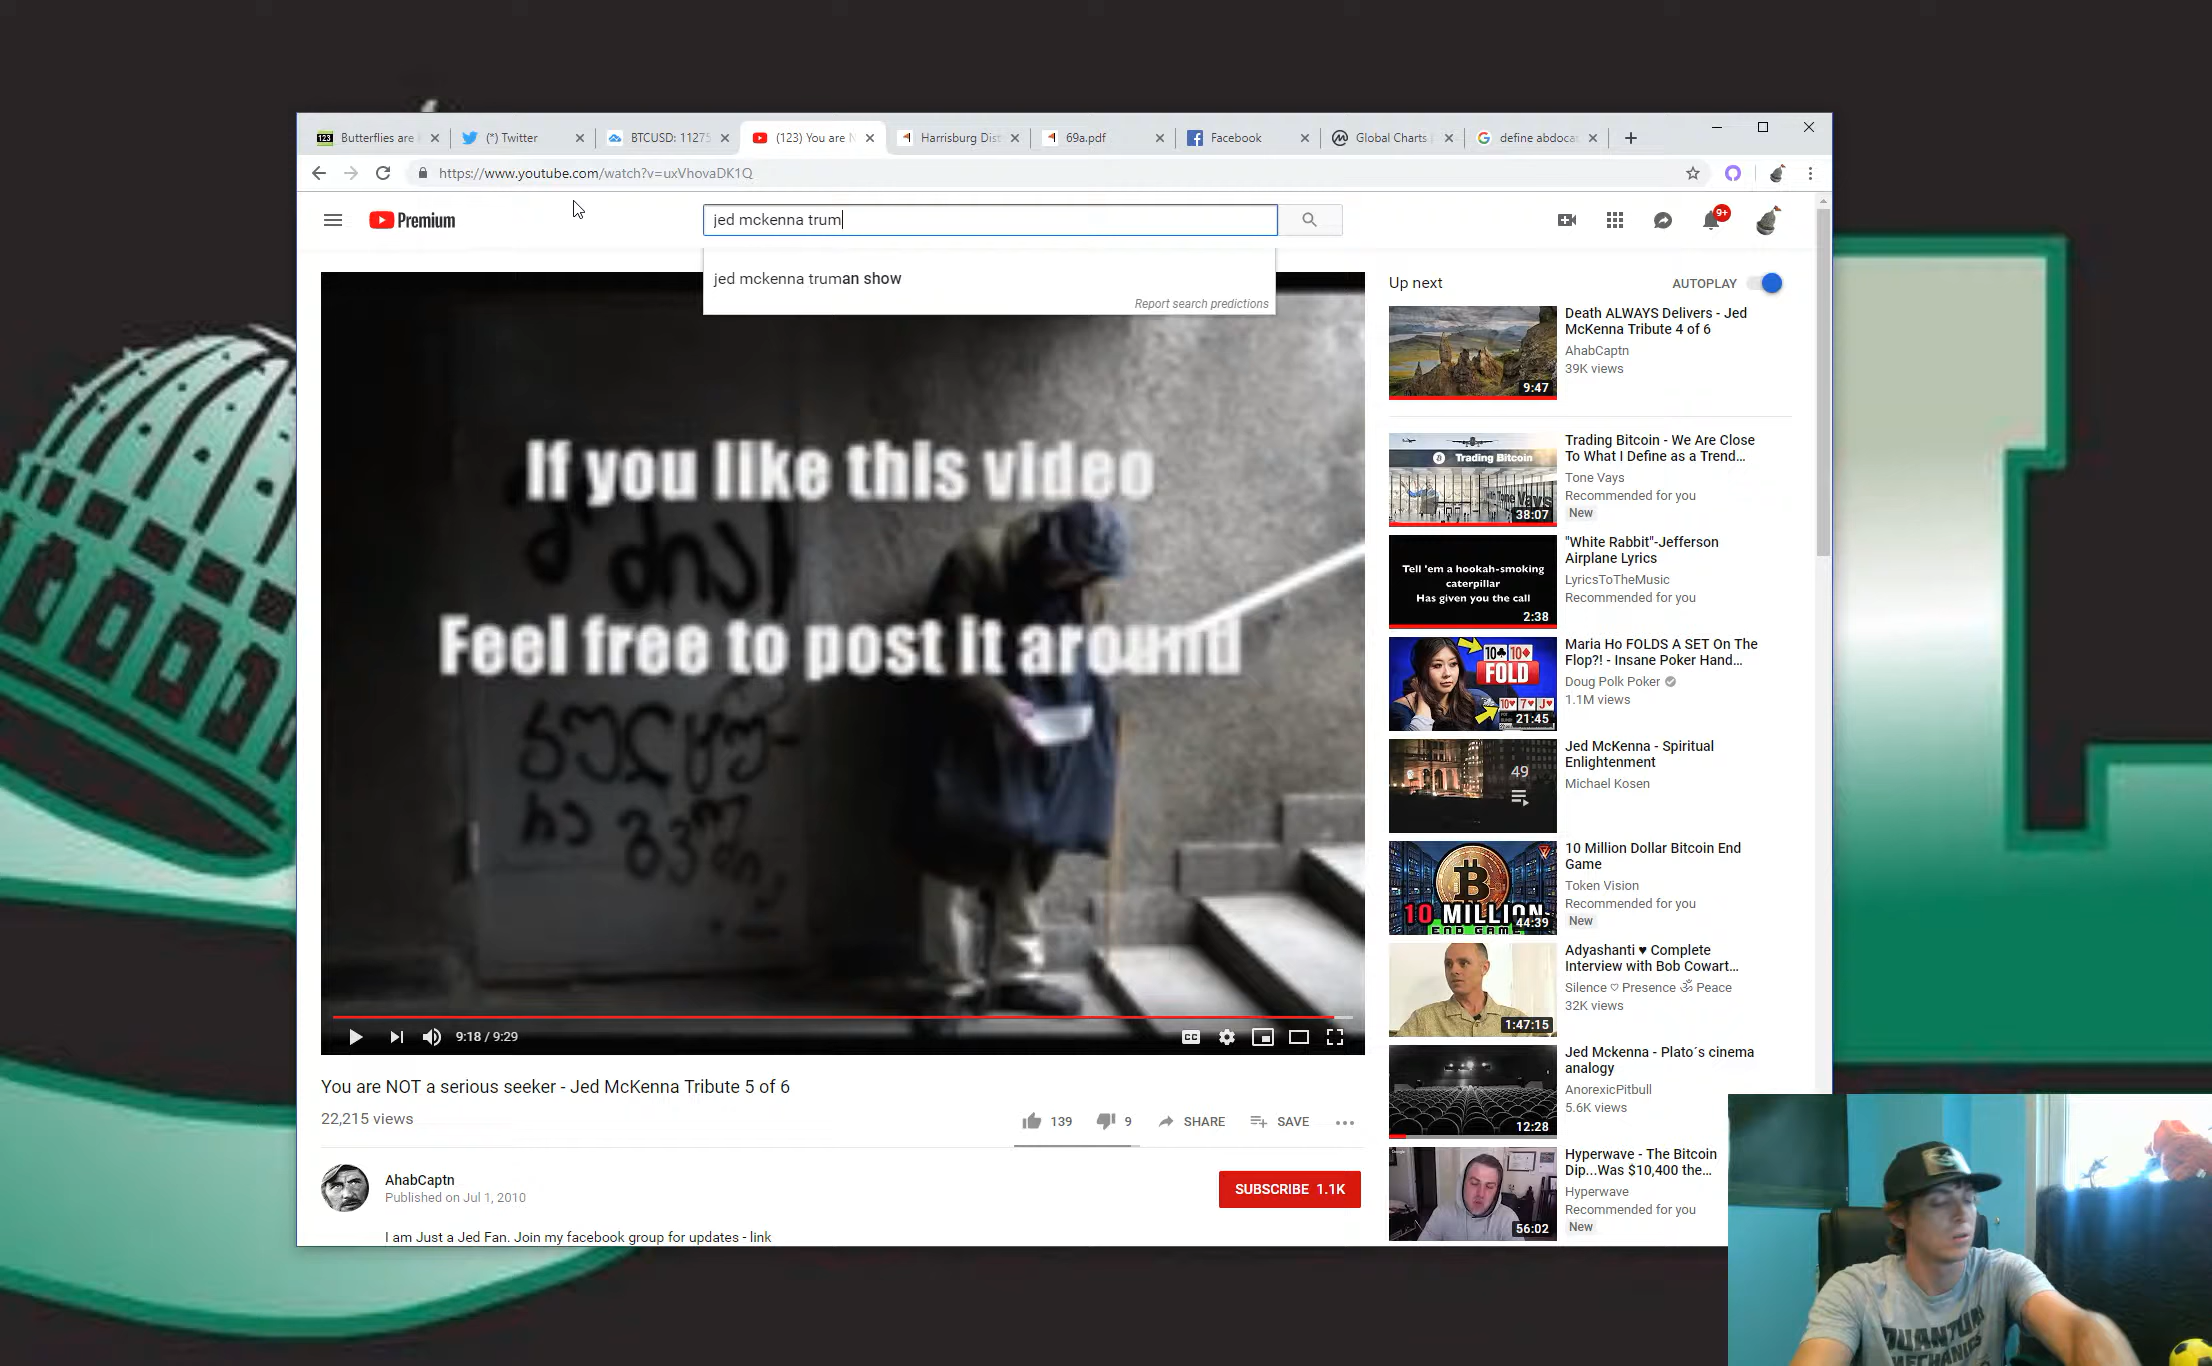 Butterflies are
(*) Twitter
BTCUSD: 11275
(123) You are N
Harrisburg Dist
69a.pdf
Facebook
Global Charts
define abdocat
https://www.youtube.com/watch?v=uxVhovaDK1Q
Premium
jed mckenna trum
9+
jed mckenna truman show
Report search predictions
If you like this video
Feel free to post it around
9:18 / 9:29
CC
You are NOT a serious seeker - Jed McKenna Tribute 5 of 6
22,215 views
139
9
SHARE
SAVE
AhabCaptn
Published on Jul 1, 2010
SUBSCRIBE 1.1K
I am Just a Jed Fan. Join my facebook group for updates - link
Up next
AUTOPLAY
Death ALWAYS Delivers - Jed
McKenna Tribute 4 of 6
AhabCaptn
39K views
9:47
Trading Bitcoin
Tone Vays
38:07
Trading Bitcoin - We Are Close
To What I Define as a Trend…
Tone Vays
Recommended for you
New
Tell 'em a hookah-smoking
caterpillar
Has given you the call
2:38
"White Rabbit"-Jefferson
Airplane Lyrics
LyricsToTheMusic
Recommended for you
FOLD
21:45
Maria Ho FOLDS A SET On The
Flop?! - Insane Poker Hand…
Doug Polk Poker
1.1M views
49
Jed McKenna - Spiritual
Enlightenment
Michael Kosen
10 MILLION
END GAME
44:39
10 Million Dollar Bitcoin End
Game
Token Vision
Recommended for you
New
1:47:15
Adyashanti ♥ Complete
Interview with Bob Cowart…
Silence ♡ Presence ॐ Peace
32K views
12:28
Jed Mckenna - Plato´s cinema
analogy
AnorexicPitbull
5.6K views
56:02
Hyperwave - The Bitcoin
Dip...Was $10,400 the…
Hyperwave
Recommended for you
New
QUANTUM
MECHANICS